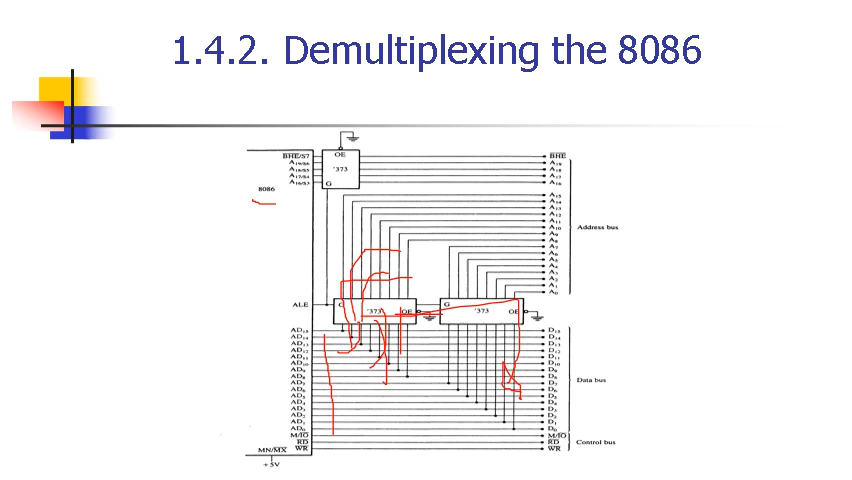 1.4.2. Demultiplexing the 8086
BHE/S7
A19/S6
A18/S5
A17/S4
A16/S3
8086
OE
'373
G
BHE
A19
A18
A17
A16
A15
A14
A13
A12
A11
A10
A9
A8
A7
A6
A5
A4
A3
A2
A1
A0
Address bus
ALE
G
'373
OE
G
'373
OE
AD15
AD14
AD13
AD12
AD11
AD10
AD9
AD8
AD7
AD6
AD5
AD4
AD3
AD2
AD1
AD0
M/IO
RD
WR
MN/MX
+5V
D15
D14
D13
D12
D11
D10
D9
D8
D7
D6
D5
D4
D3
D2
D1
D0
Data bus
M/IO
RD
WR
Control bus